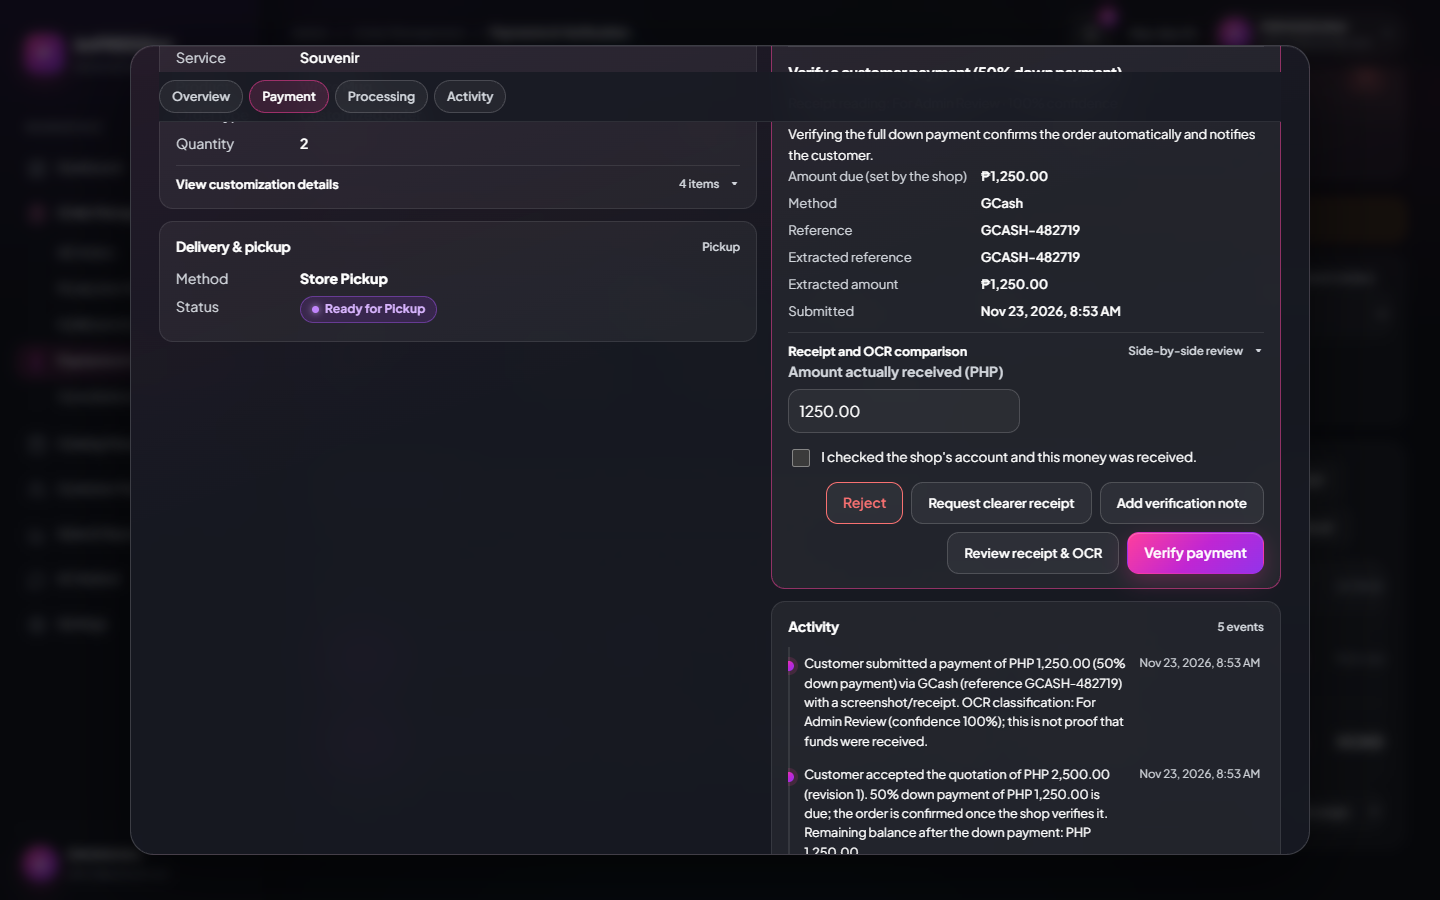 Service Souvenir
Overview Payment Processing Activity
Quantity 2
View customization details 4 items
Delivery & pickup Pickup
Method Store Pickup
Status Ready for Pickup
Verify a customer payment (50% down payment)
Verifying the full down payment confirms the order automatically and notifies
the customer.
Amount due (set by the shop) ₱1,250.00
Method GCash
Reference GCASH-482719
Extracted reference GCASH-482719
Extracted amount ₱1,250.00
Submitted Nov 23, 2026, 8:53 AM
Receipt and OCR comparison Side-by-side review
Amount actually received (PHP)
1250.00
I checked the shop's account and this money was received.
Reject Request clearer receipt Add verification note
Review receipt & OCR Verify payment
Activity 5 events
Customer submitted a payment of PHP 1,250.00 (50% Nov 23, 2026, 8:53 AM
down payment) via GCash (reference GCASH-482719)
with a screenshot/receipt. OCR classification: For
Admin Review (confidence 100%); this is not proof that
funds were received.
Customer accepted the quotation of PHP 2,500.00 Nov 23, 2026, 8:53 AM
(revision 1). 50% down payment of PHP 1,250.00 is
due; the order is confirmed once the shop verifies it.
Remaining balance after the down payment: PHP
1,250.00